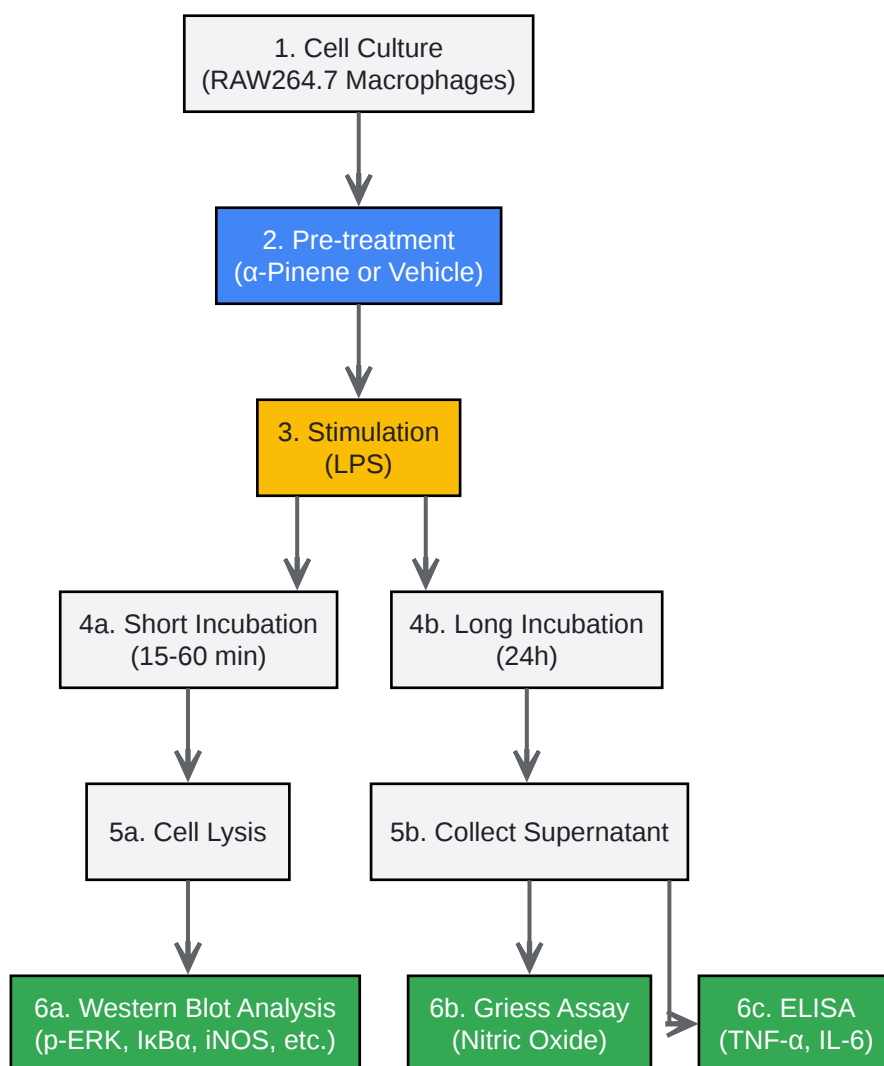 1. Cell Culture
(RAW264.7 Macrophages)
2. Pre-treatment
(α-Pinene or Vehicle)
3. Stimulation
(LPS)
4a. Short Incubation
(15-60 min)
4b. Long Incubation
(24h)
5a. Cell Lysis
5b. Collect Supernatant
6a. Western Blot Analysis
(p-ERK, IκBα, iNOS, etc.)
6b. Griess Assay
(Nitric Oxide)
6c. ELISA
(TNF-α, IL-6)